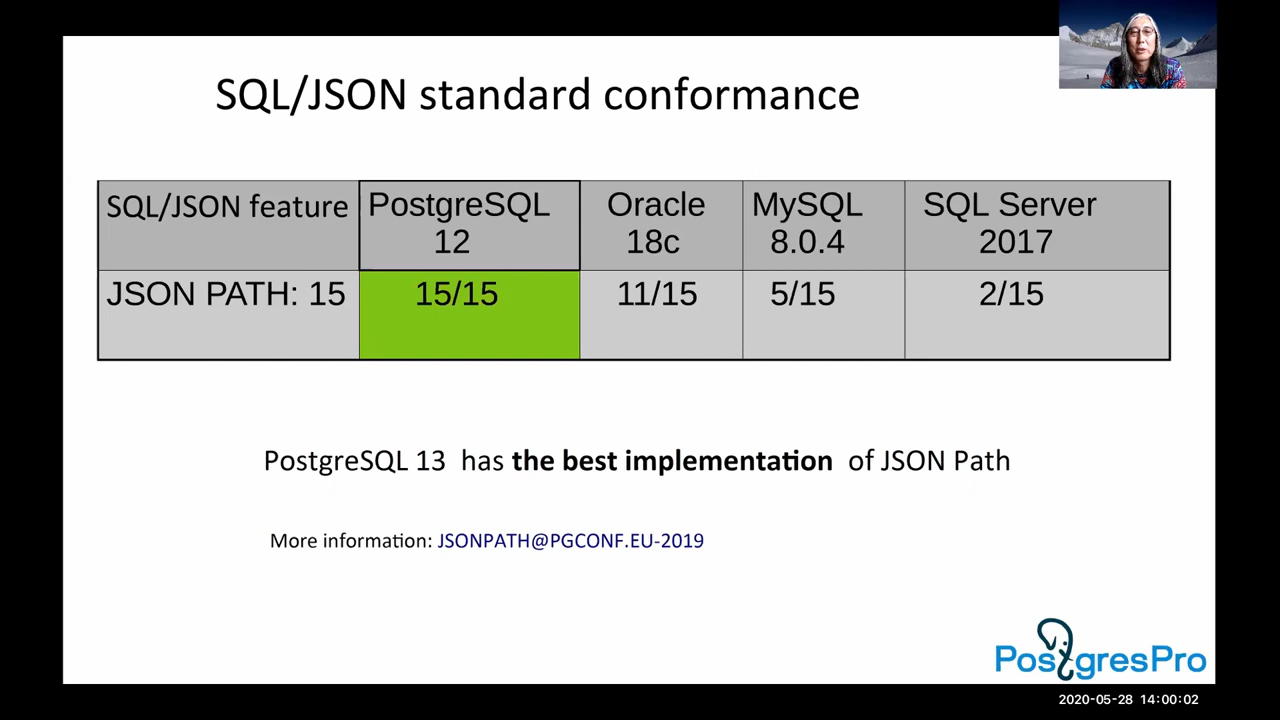 SQL/JSON standard conformance
SQL/JSON feature PostgreSQL 12 Oracle 18c MySQL 8.0.4 SQL Server 2017
JSON PATH: 15 15/15 11/15 5/15 2/15
PostgreSQL 13 has the best implementation of JSON Path
More information: JSONPATH@PGCONF.EU-2019
PostgresPro
2020-05-28 14:00:02